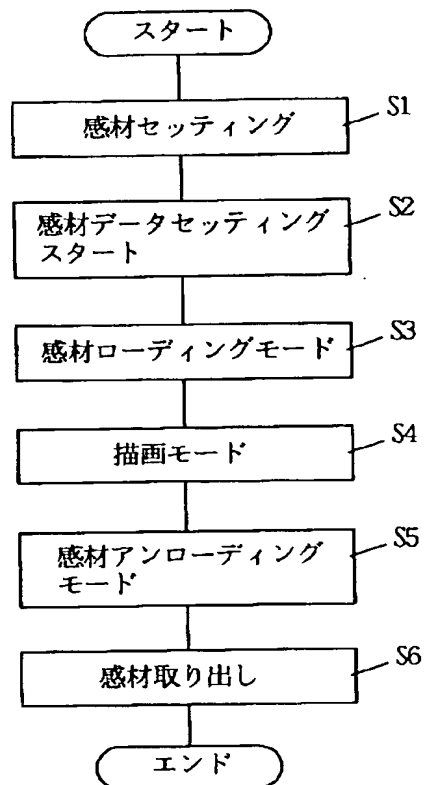 スタート
感材セッティング
S1
感材データセッティング
スタート
S2
感材ローディングモード
S3
描画モード
S4
感材アンローディング
モード
S5
感材取り出し
S6
エンド